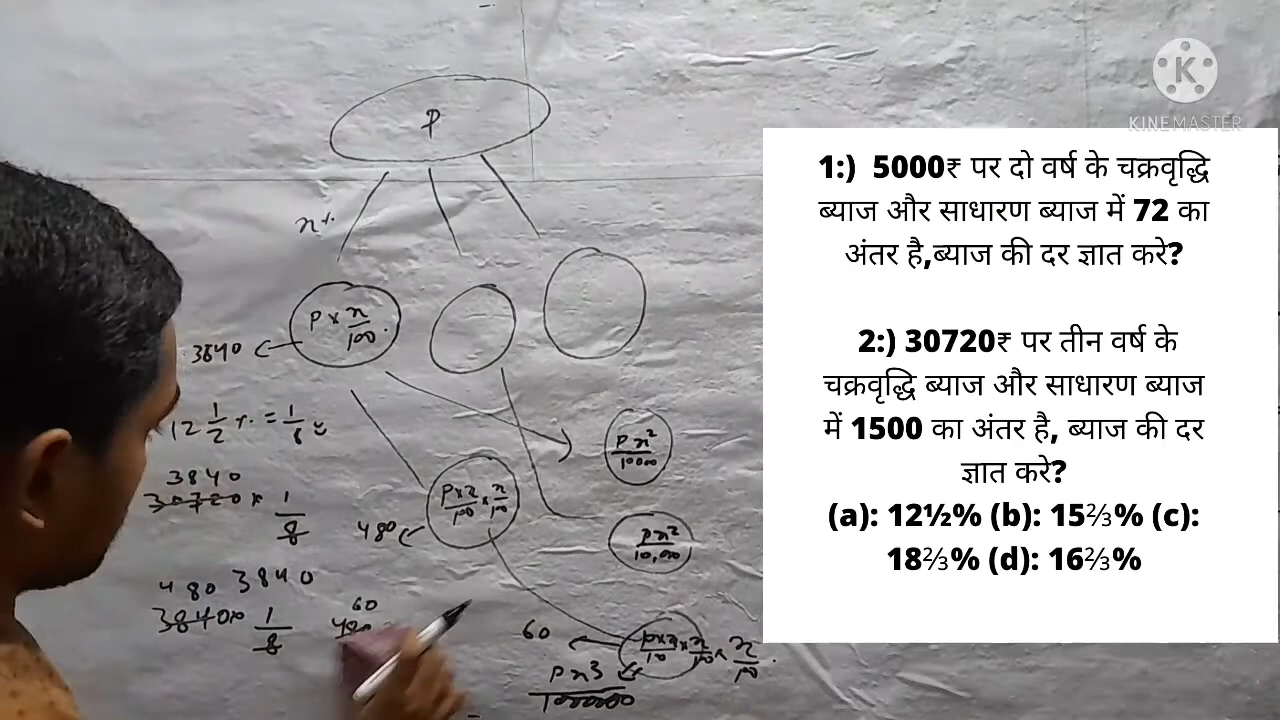 K
KINEMASTER
1:) 5000₹ पर दो वर्ष के चक्रवृद्धि
ब्याज और साधारण ब्याज में 72 का
अंतर है,ब्याज की दर ज्ञात करे?
2:) 30720₹ पर तीन वर्ष के
चक्रवृद्धि ब्याज और साधारण ब्याज
में 1500 का अंतर है, ब्याज की दर
ज्ञात करे?
(a): 12½% (b): 15⅔% (c):
18⅔% (d): 16⅔%
P
P × x/100
3840
12 1/2 % = 1/8
3840
30720 × 1/8
480 3840
3840 × 1/8
60
480
Px²/10000
P×x/100 × x/100
480
Px²/10,000
60
Px³/1000000